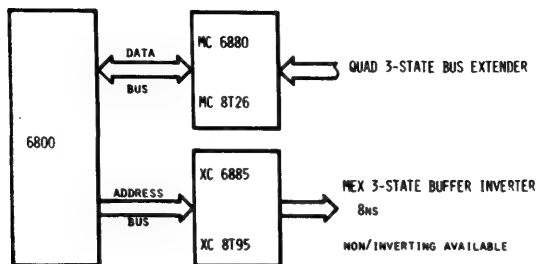 6800
DATA
BUS
MC 6880
MC 8T26
QUAD 3-STATE BUS EXTENDER
ADDRESS
BUS
XC 6885
XC 8T95
MEX 3-STATE BUFFER INVERTER
8NS
NON/INVERTING AVAILABLE